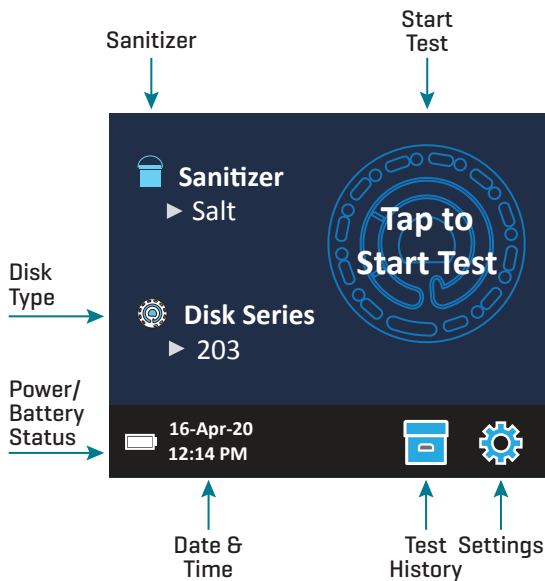 Sanitizer
Start
Test
Sanitizer
► Salt
Tap to
Start Test
Disk
Type
Disk Series
► 203
Power/
Battery
Status
16-Apr-20
12:14 PM
Date &
Time
Test
History
Settings